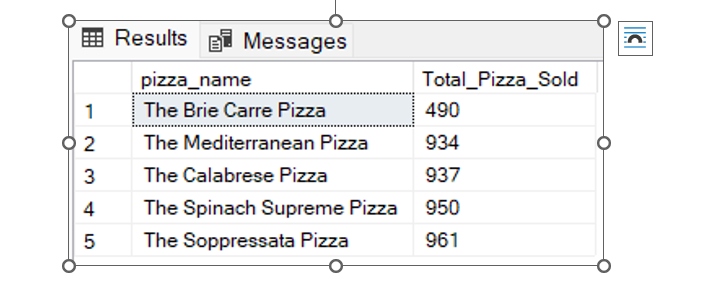 Results Messages
pizza_name Total_Pizza_Sold
1 The Brie Carre Pizza 490
2 The Mediterranean Pizza 934
3 The Calabrese Pizza 937
4 The Spinach Supreme Pizza 950
5 The Soppressata Pizza 961